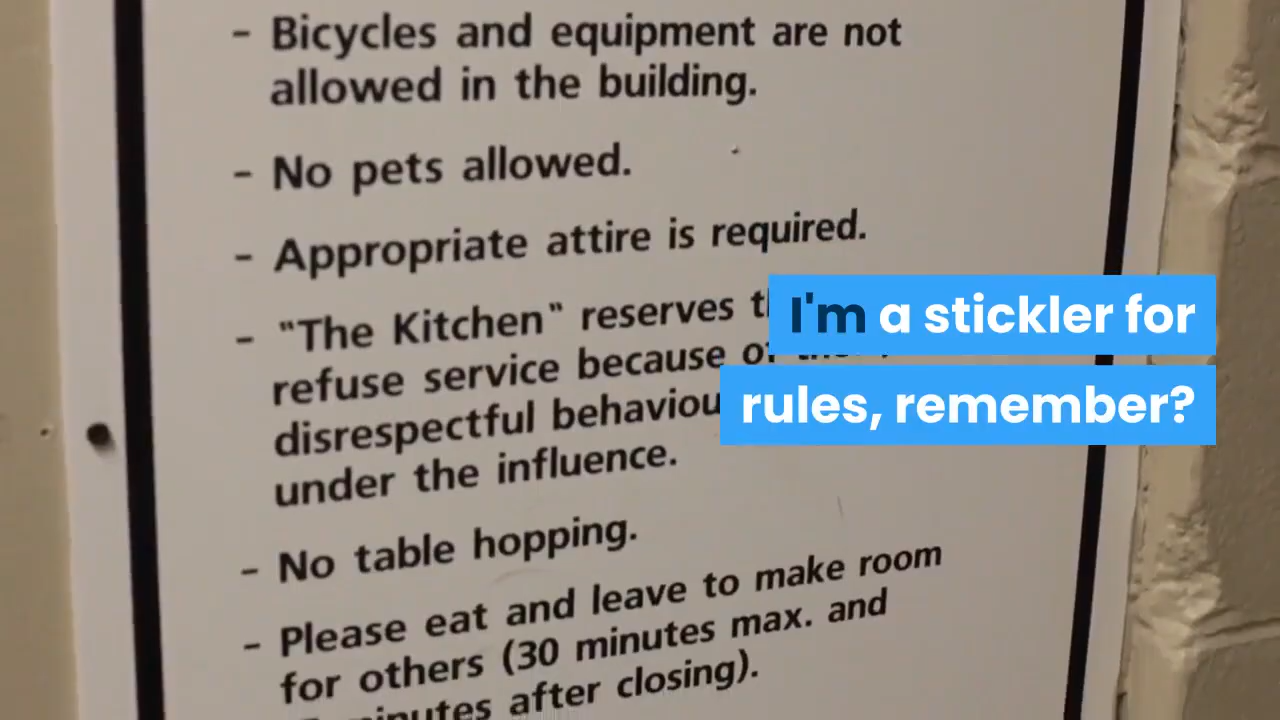 - Bicycles and equipment are not
allowed in the building.
- No pets allowed.
- Appropriate attire is required.
- "The Kitchen" reserves
refuse service because
disrespectful
under the influence.
- No table hopping.
- Please eat and leave to make room
for others (30 minutes max. and
minutes after closing).
I'm a stickler for
rules, remember?